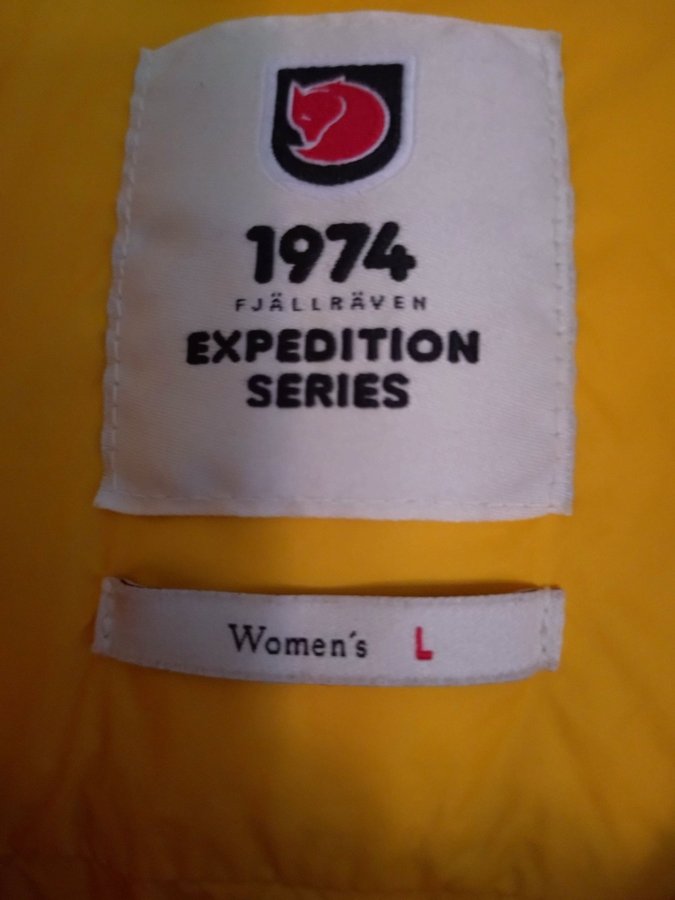 1974
FJÄLLRÄVEN
EXPEDITION
SERIES
Women´s L